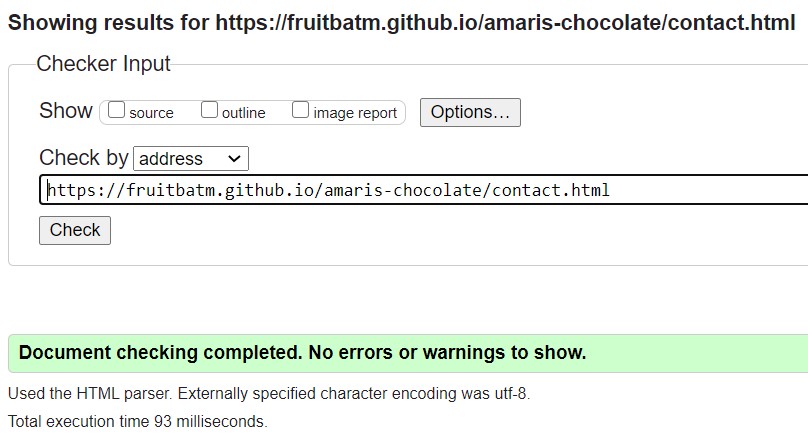 Showing results for https://fruitbatm.github.io/amaris-chocolate/contact.html
Checker Input
Show source outline image report Options...
Check by address
https://fruitbatm.github.io/amaris-chocolate/contact.html
Check
Document checking completed. No errors or warnings to show.
Used the HTML parser. Externally specified character encoding was utf-8.
Total execution time 93 milliseconds.